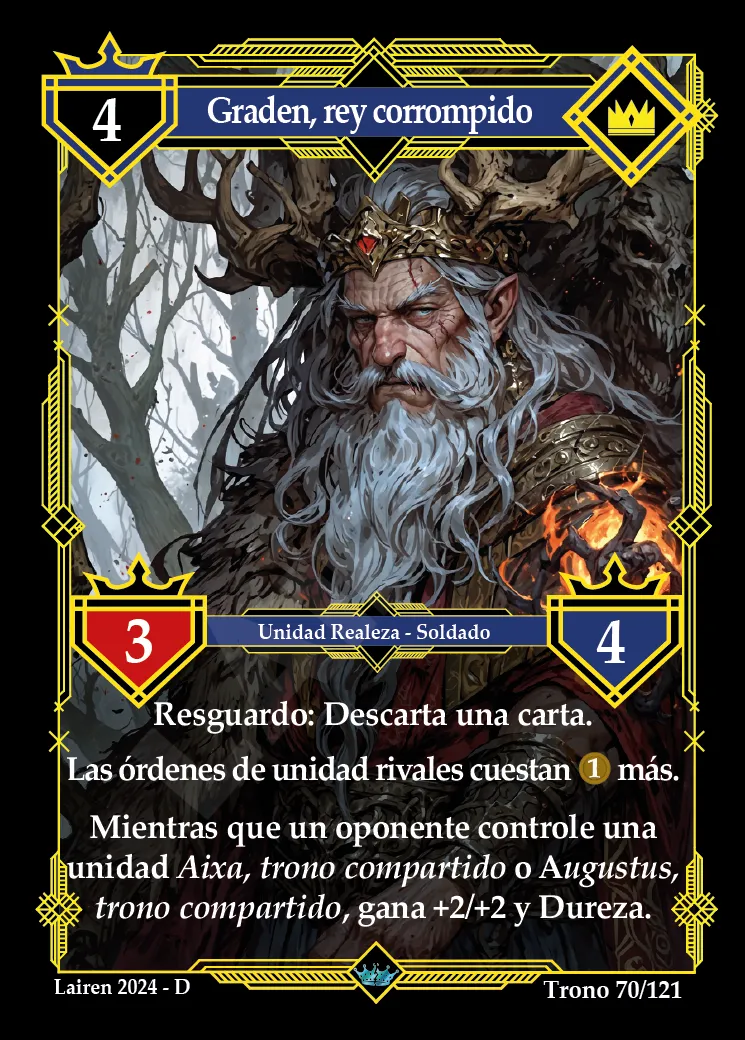 4
Graden, rey corrompido
3
Unidad Realeza - Soldado
4
Resguardo: Descarta una carta.
Las órdenes de unidad rivales cuestan 1 más.
Mientras que un oponente controle una
unidad Aixa, trono compartido o Augustus,
trono compartido, gana +2/+2 y Dureza.
Lairen 2024 - D
Trono 70/121